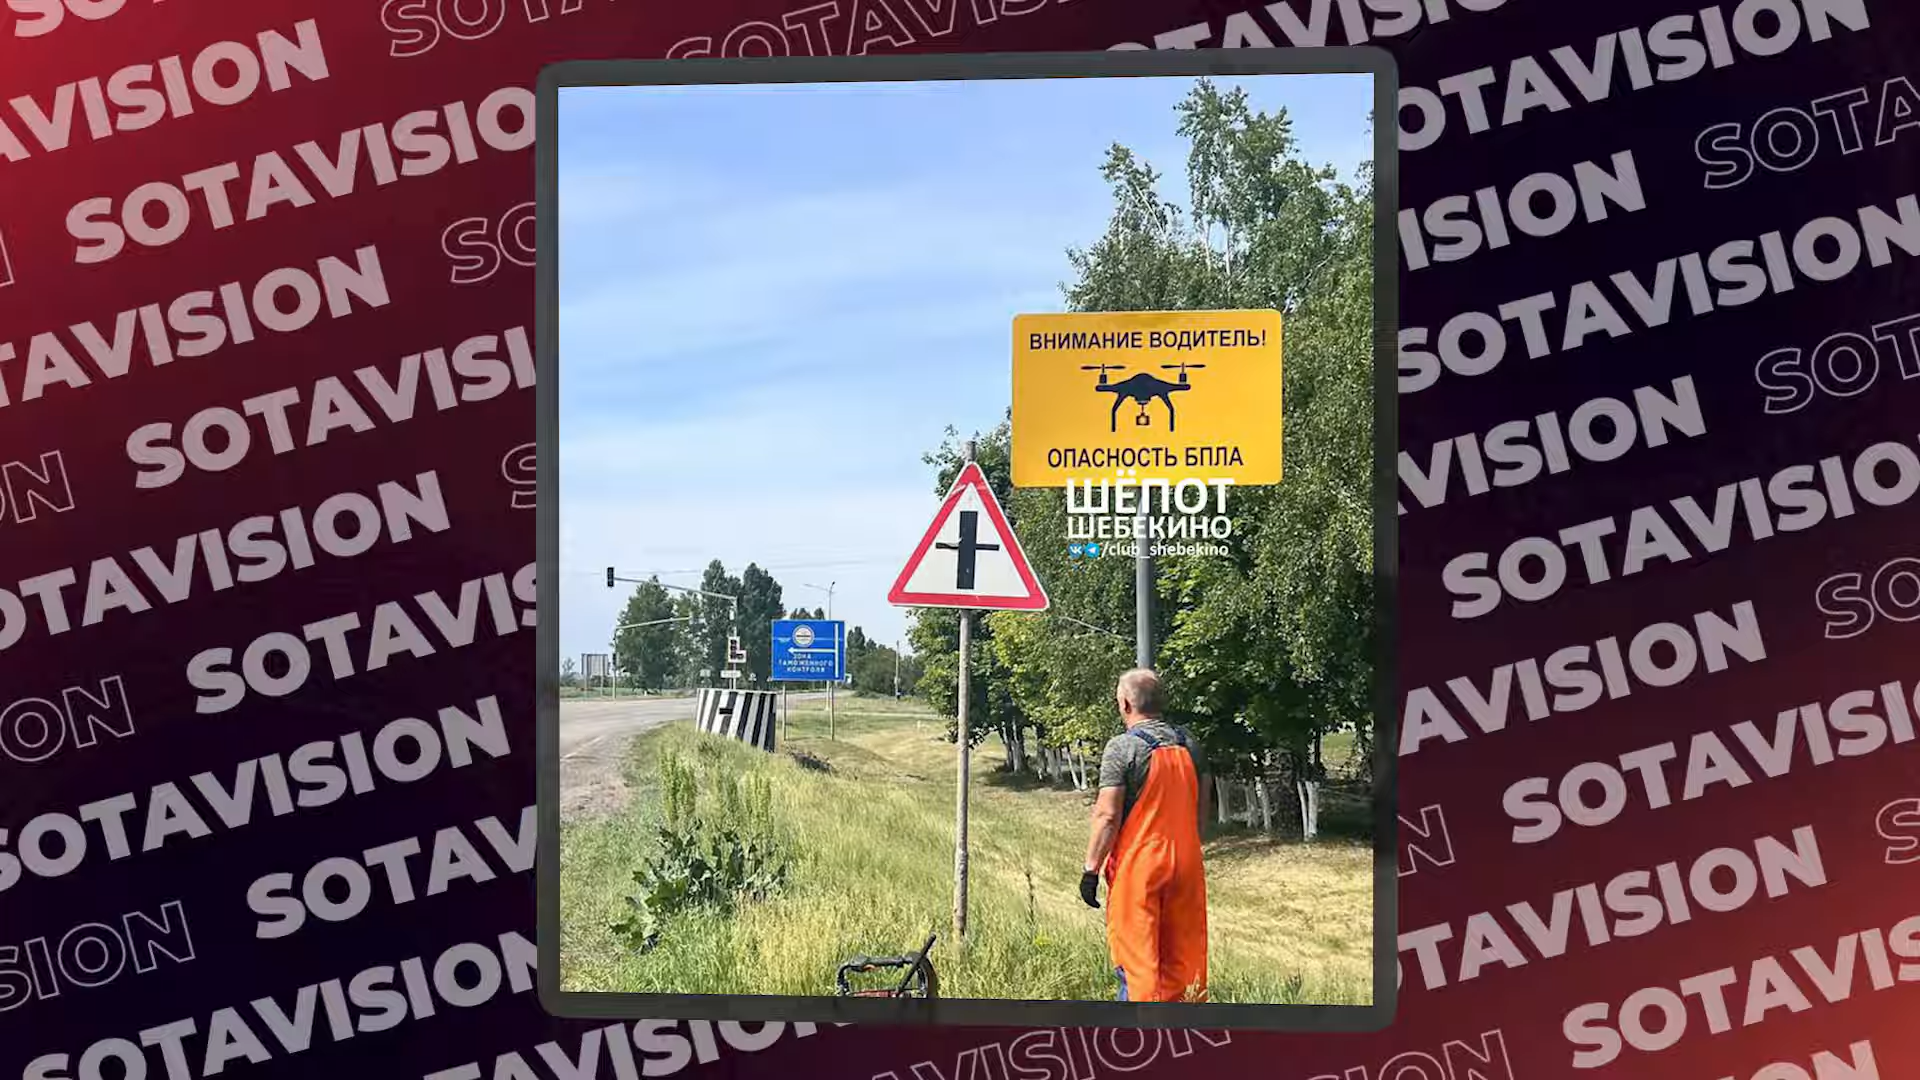 SOTAVISION
ВНИМАНИЕ ВОДИТЕЛЬ!
ОПАСНОСТЬ БПЛА
ШЁПОТ
ШЕБЕКИНО
/club_shebekino
ЗОНА
ТАМОЖЕННОГО
КОНТРОЛЯ